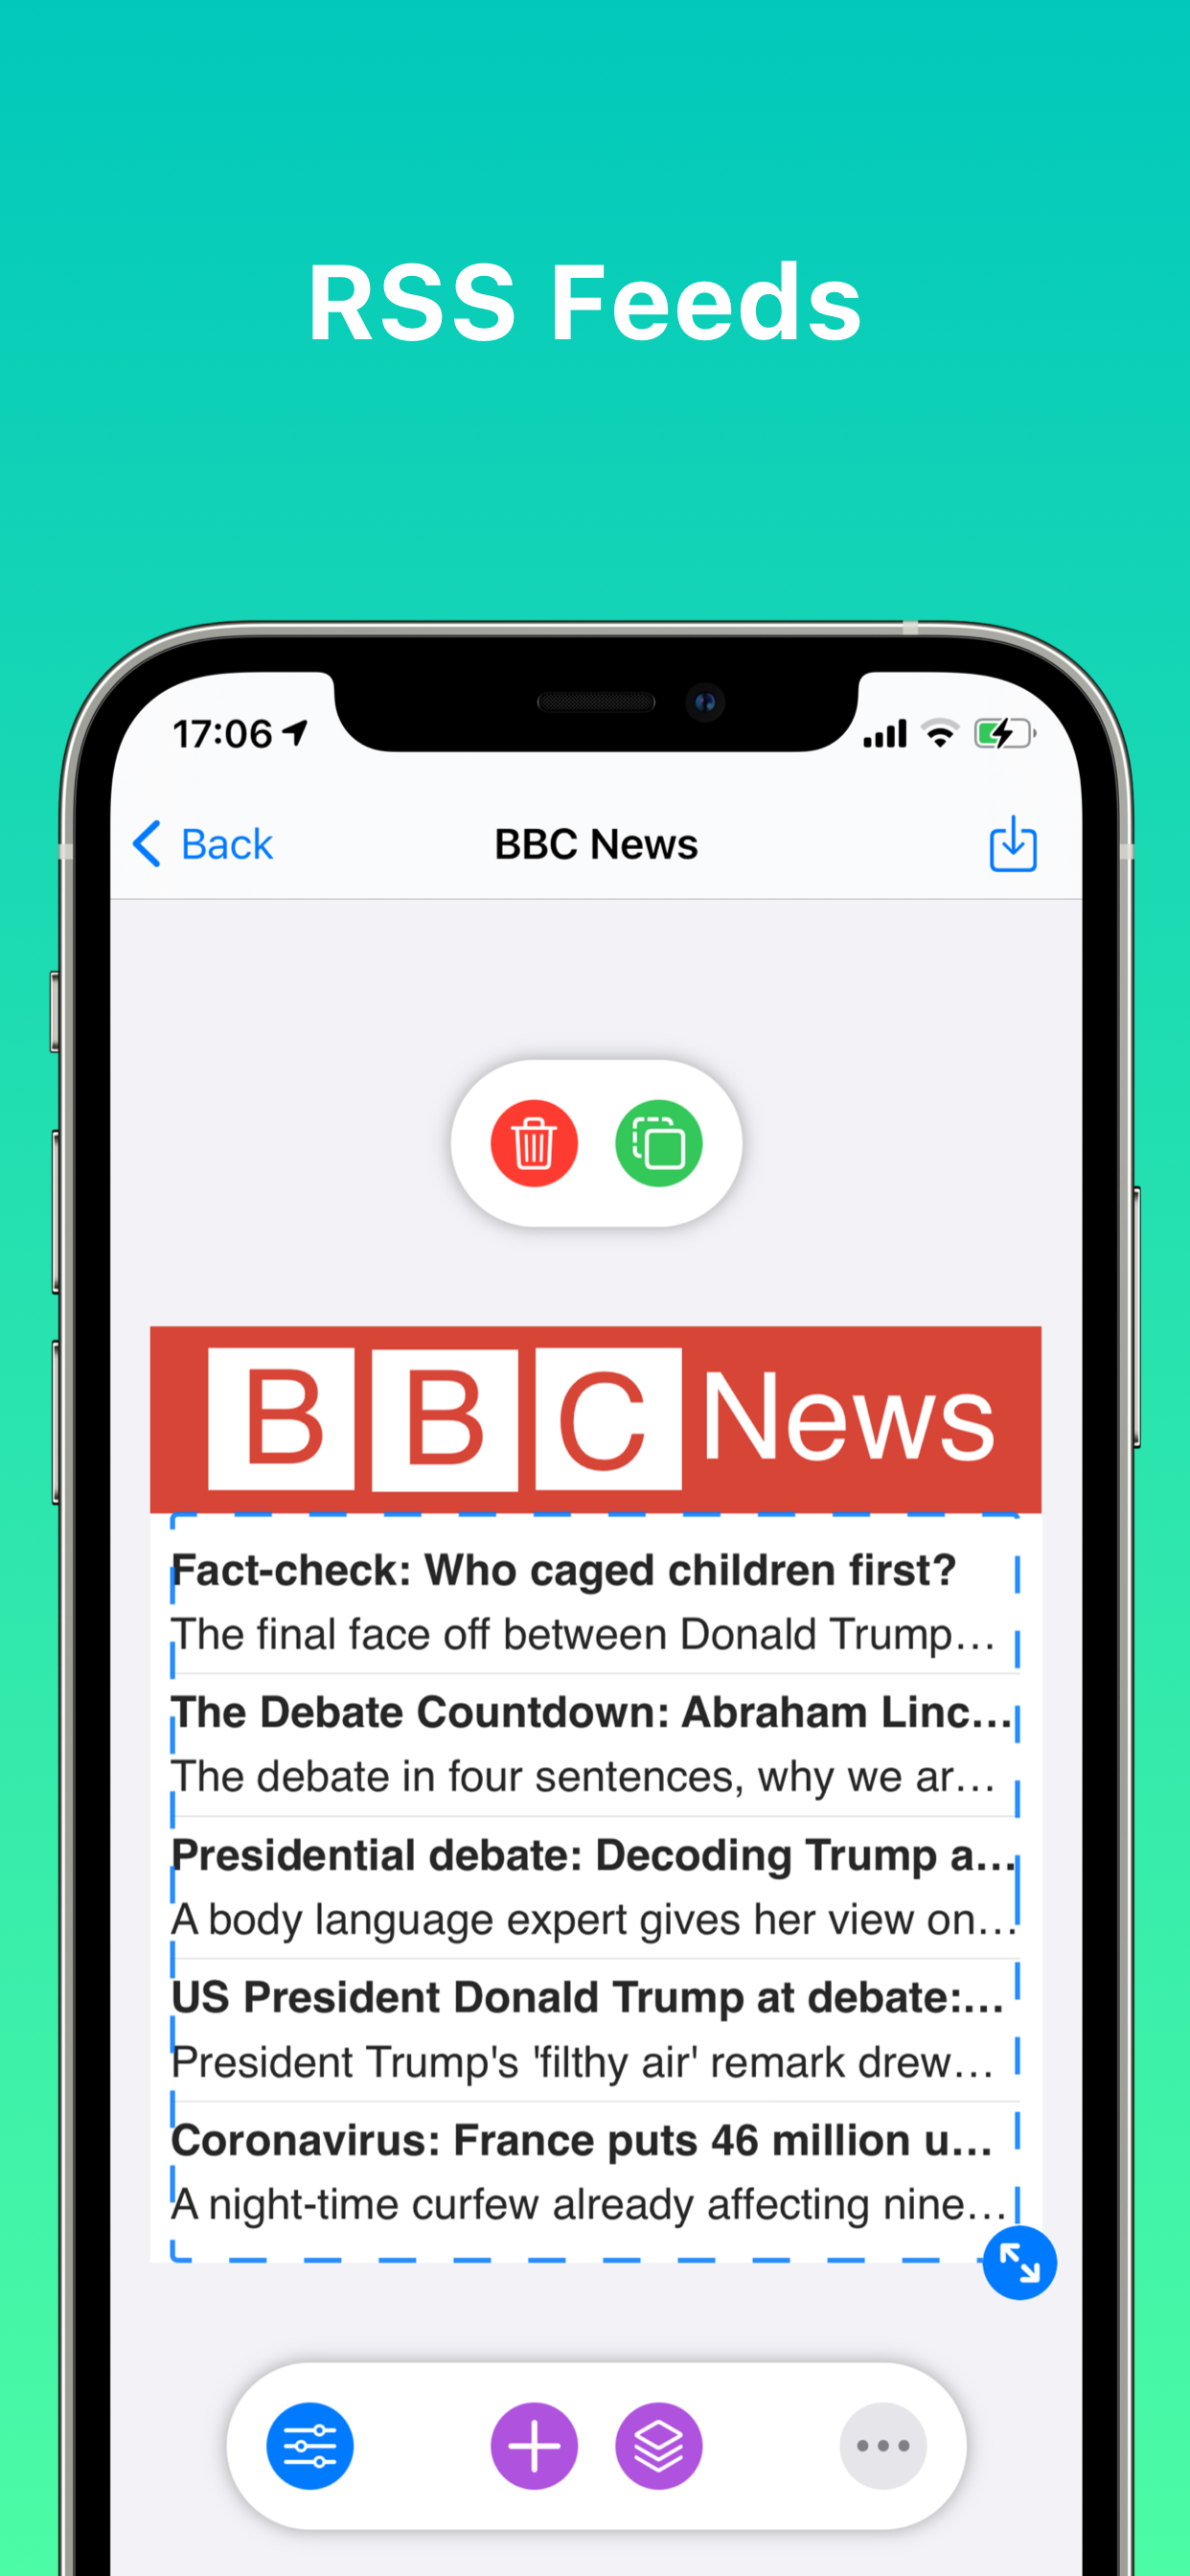 RSS Feeds
17:06
Back
BBC News
BBC News
Fact-check: Who caged children first?
The final face off between Donald Trump…
The Debate Countdown: Abraham Linc…
The debate in four sentences, why we ar…
Presidential debate: Decoding Trump a…
A body language expert gives her view on…
US President Donald Trump at debate:…
President Trump's 'filthy air' remark drew…
Coronavirus: France puts 46 million u…
A night-time curfew already affecting nine…